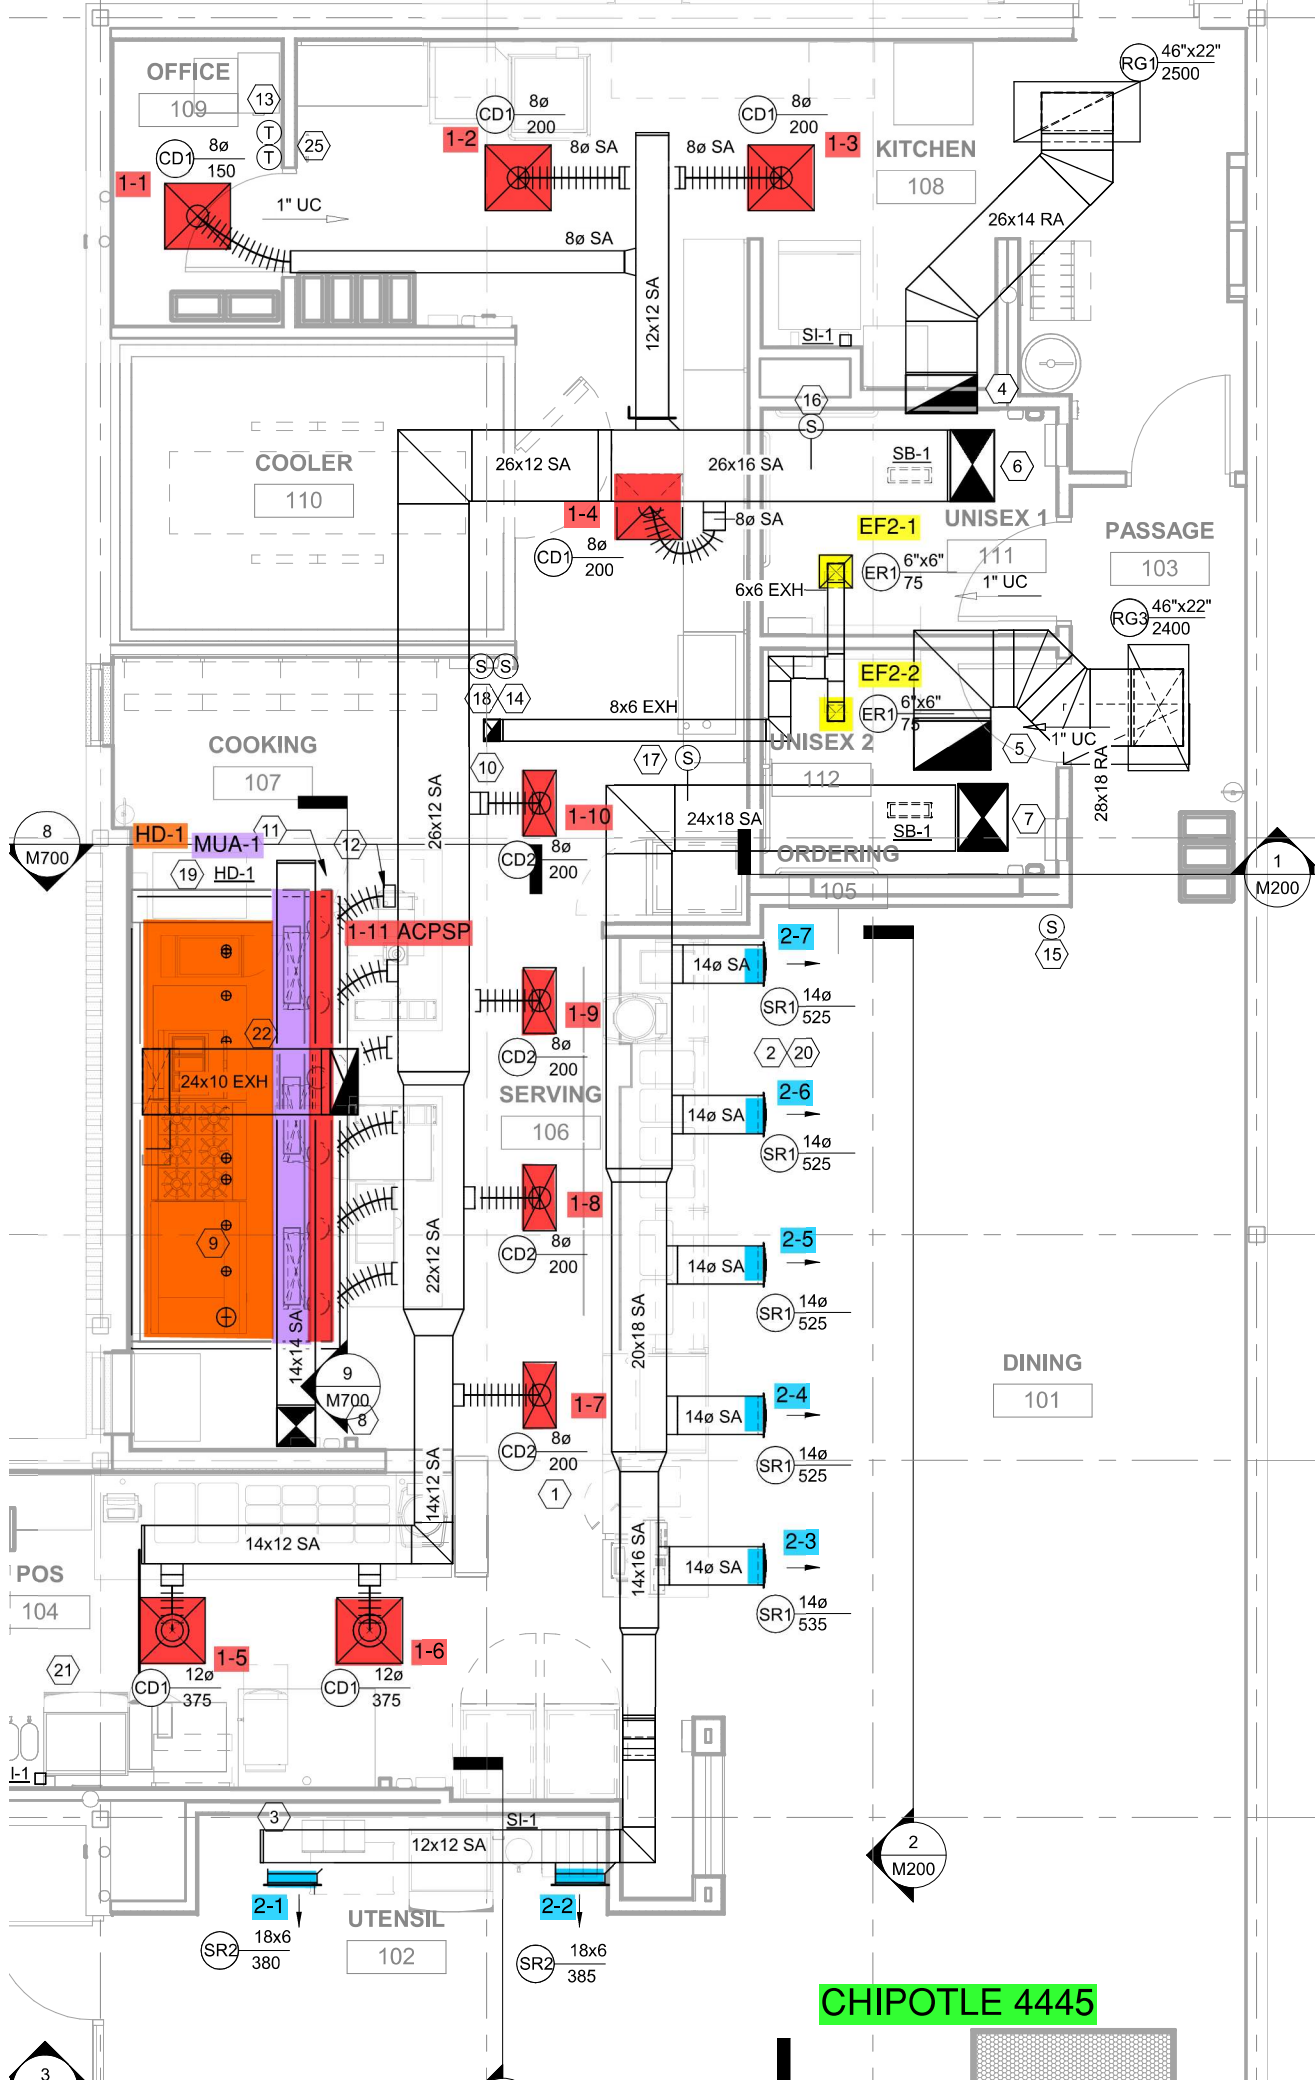 OFFICE
109
13
T
T
25
CD1
8ø
150
1-1
1" UC
8ø SA
1-2
CD1
8ø
200
8ø SA
8ø SA
CD1
8ø
200
1-3
KITCHEN
108
RG1
46"x22"
2500
26x14 RA
12x12 SA
SI-1
4
16
S
COOLER
110
26x12 SA
26x16 SA
SB-1
6
1-4
8ø SA
CD1
8ø
200
EF2-1
UNISEX 1
111
ER1
6"x6"
75
1" UC
6x6 EXH
PASSAGE
103
RG3
46"x22"
2400
S
S
18
14
8x6 EXH
EF2-2
ER1
6"x6"
75
UNISEX 2
112
5
1" UC
28x18 RA
COOKING
107
10
17
S
26x12 SA
1-10
CD2
8ø
200
24x18 SA
SB-1
7
8
M700
HD-1
MUA-1
11
12
19
HD-1
ORDERING
105
1
M200
1-11 ACPSP
S
15
2-7
14ø SA
SR1
14ø
525
2
20
1-9
CD2
8ø
200
22
24x10 EXH
SERVING
106
2-6
14ø SA
SR1
14ø
525
1-8
CD2
8ø
200
9
22x12 SA
2-5
14ø SA
SR1
14ø
525
20x18 SA
14x14 SA
9
M700
8
1-7
CD2
8ø
200
1
2-4
14ø SA
SR1
14ø
525
DINING
101
14x12 SA
14x12 SA
14x16 SA
2-3
14ø SA
SR1
14ø
535
POS
104
21
1-5
CD1
12ø
375
1-6
CD1
12ø
375
I-1
3
SI-1
12x12 SA
2
M200
2-1
SR2
18x6
380
UTENSIL
102
2-2
SR2
18x6
385
CHIPOTLE 4445
3